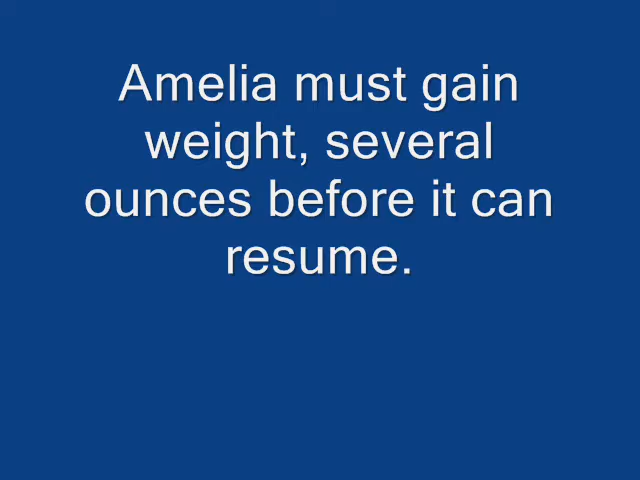 Amelia must gain
weight, several
ounces before it can
resume.